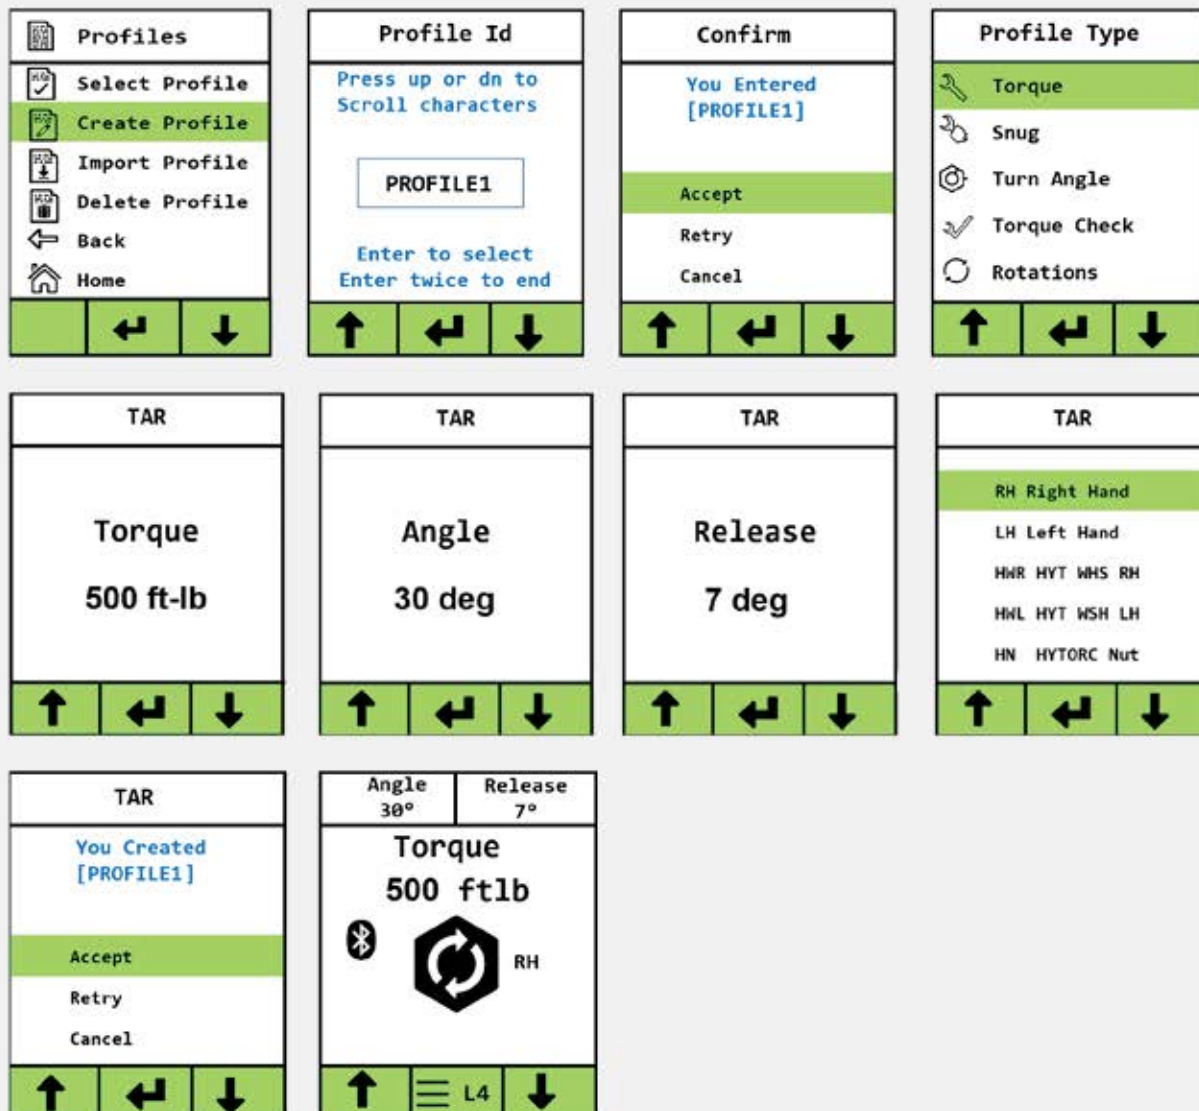 Profiles
Select Profile
Create Profile
Import Profile
Delete Profile
Back
Home
Profile Id
Press up or dn to
Scroll characters
PROFILE1
Enter to select
Enter twice to end
Confirm
You Entered
[PROFILE1]
Accept
Retry
Cancel
Profile Type
Torque
Snug
Turn Angle
Torque Check
Rotations
TAR
Torque
500 ft-lb
TAR
Angle
30 deg
TAR
Release
7 deg
TAR
RH Right Hand
LH Left Hand
HWR HYT WHS RH
HWL HYT WSH LH
HN HYTORC Nut
TAR
You Created
[PROFILE1]
Accept
Retry
Cancel
Angle
30°
Release
7°
Torque
500 ftlb
RH
L4